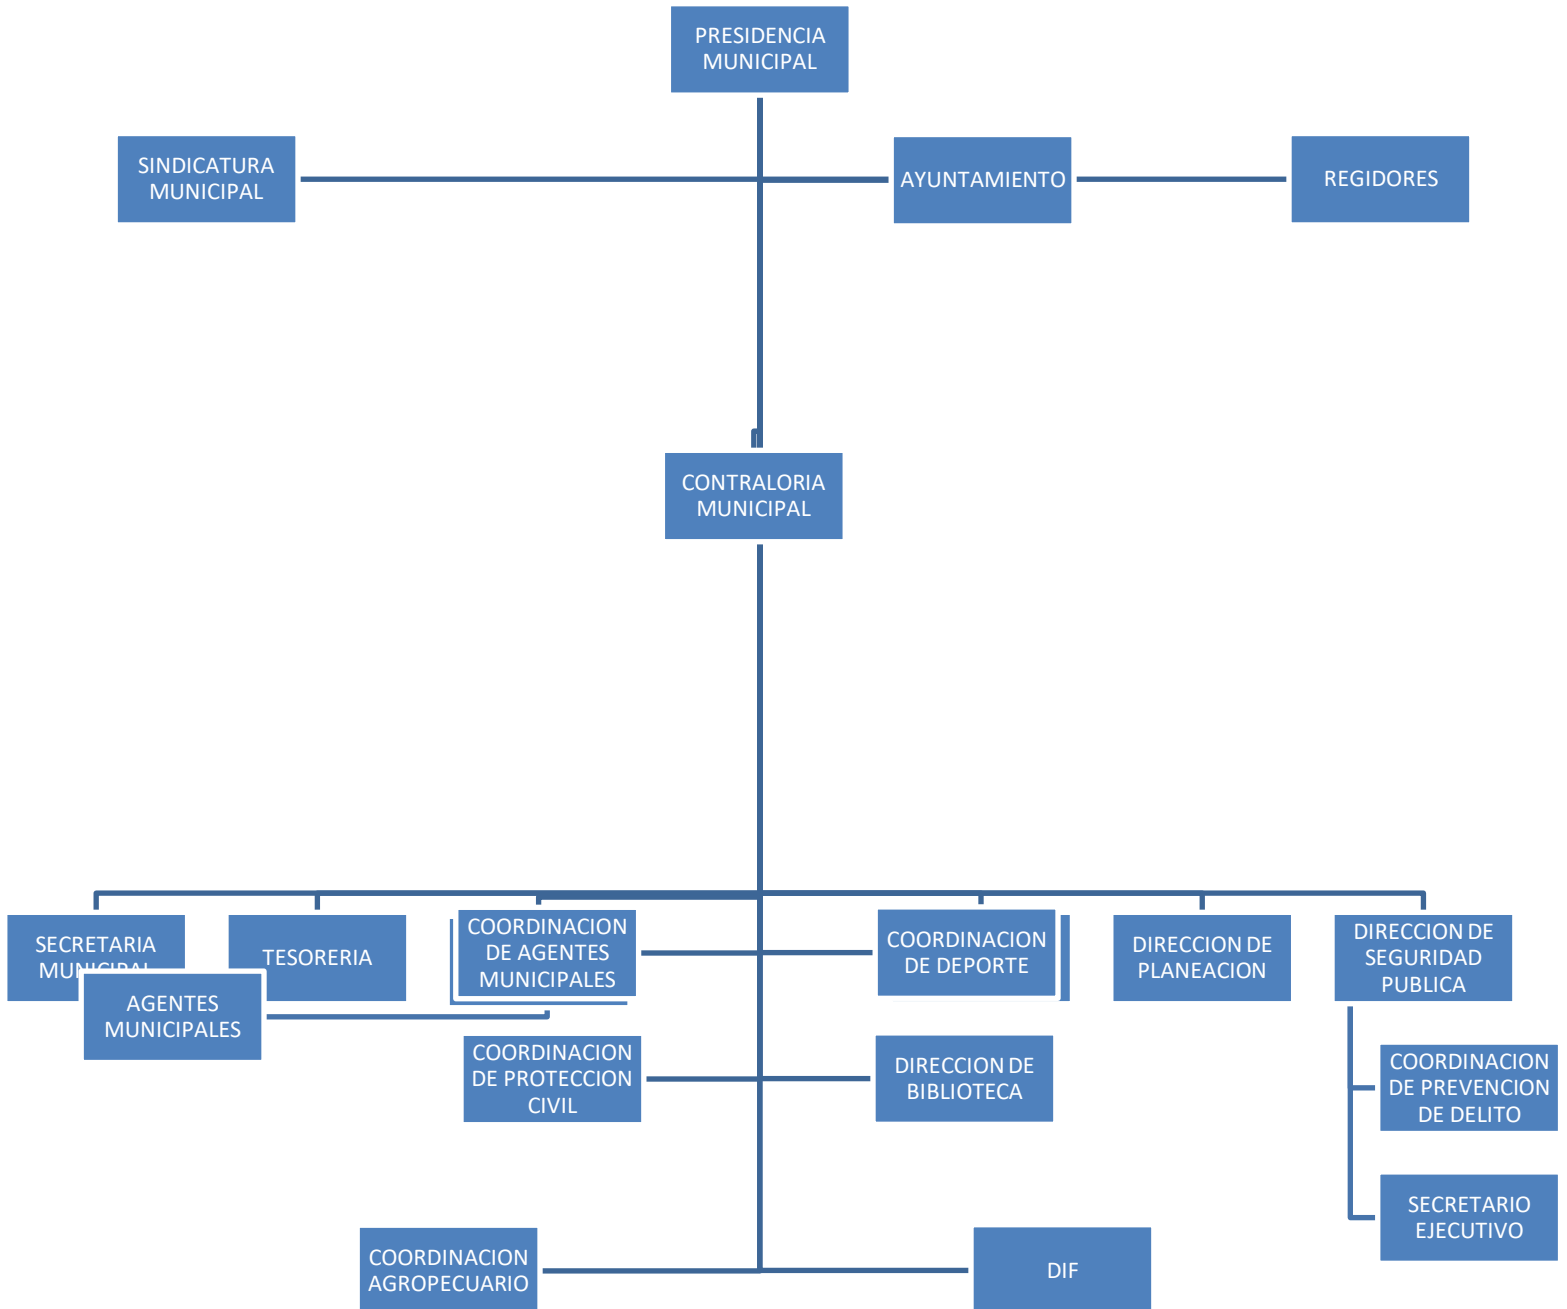 PRESIDENCIA
MUNICIPAL
SINDICATURA
MUNICIPAL
AYUNTAMIENTO
REGIDORES
CONTRALORIA
MUNICIPAL
SECRETARIA
MUNICIPAL
TESORERIA
COORDINACION
DE AGENTES
MUNICIPALES
COORDINACION
DE DEPORTE
DIRECCION DE
PLANEACION
DIRECCION DE
SEGURIDAD
PUBLICA
AGENTES
MUNICIPALES
COORDINACION
DE PROTECCION
CIVIL
DIRECCION DE
BIBLIOTECA
COORDINACION
DE PREVENCION
DE DELITO
SECRETARIO
EJECUTIVO
COORDINACION
AGROPECUARIO
DIF